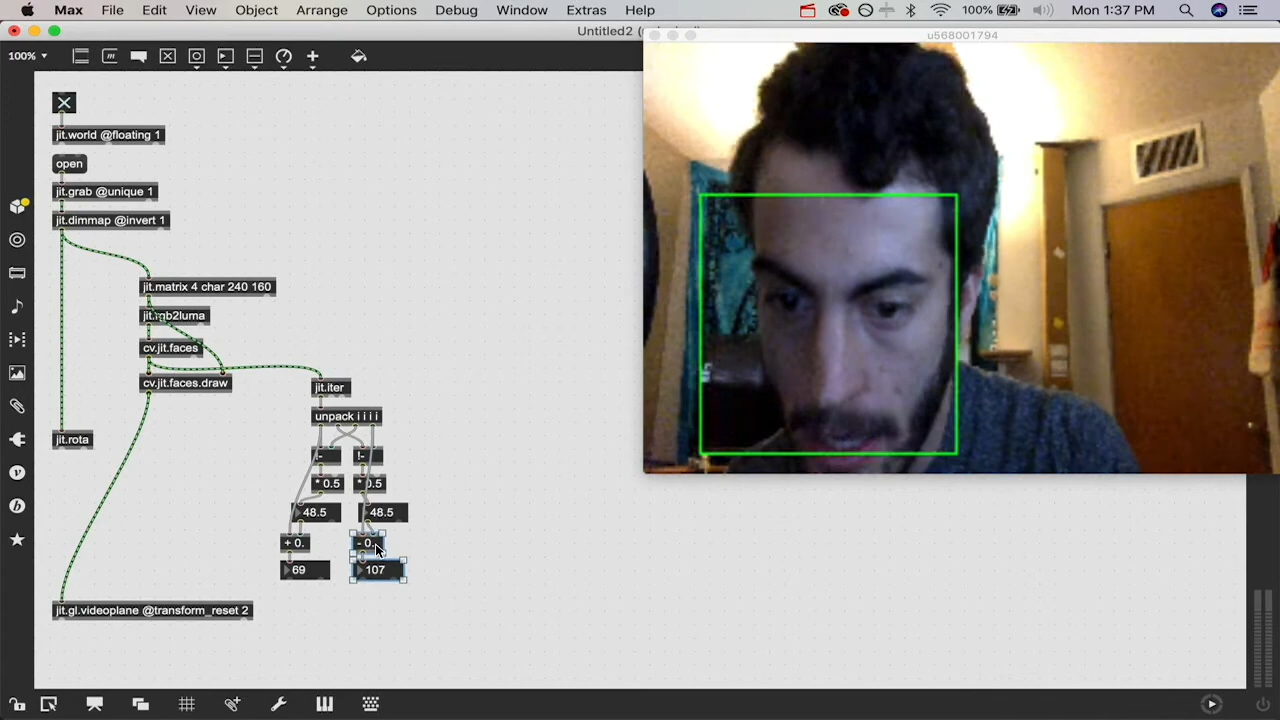 Max File Edit View Object Arrange Options Debug Window Extras Help 100% Mon 1:37 PM
Untitled2 (
u568001794
100%
jit.world @floating 1
open
jit.grab @unique 1
jit.dimmap @invert 1
jit.matrix 4 char 240 160
jit.rgb2luma
cv.jit.faces
cv.jit.faces.draw
jit.iter
unpack i i i i
jit.rota
!- !-
* 0.5 * 0.5
48.5 48.5
+ 0. - 0.
69 107
jit.gl.videoplane @transform_reset 2